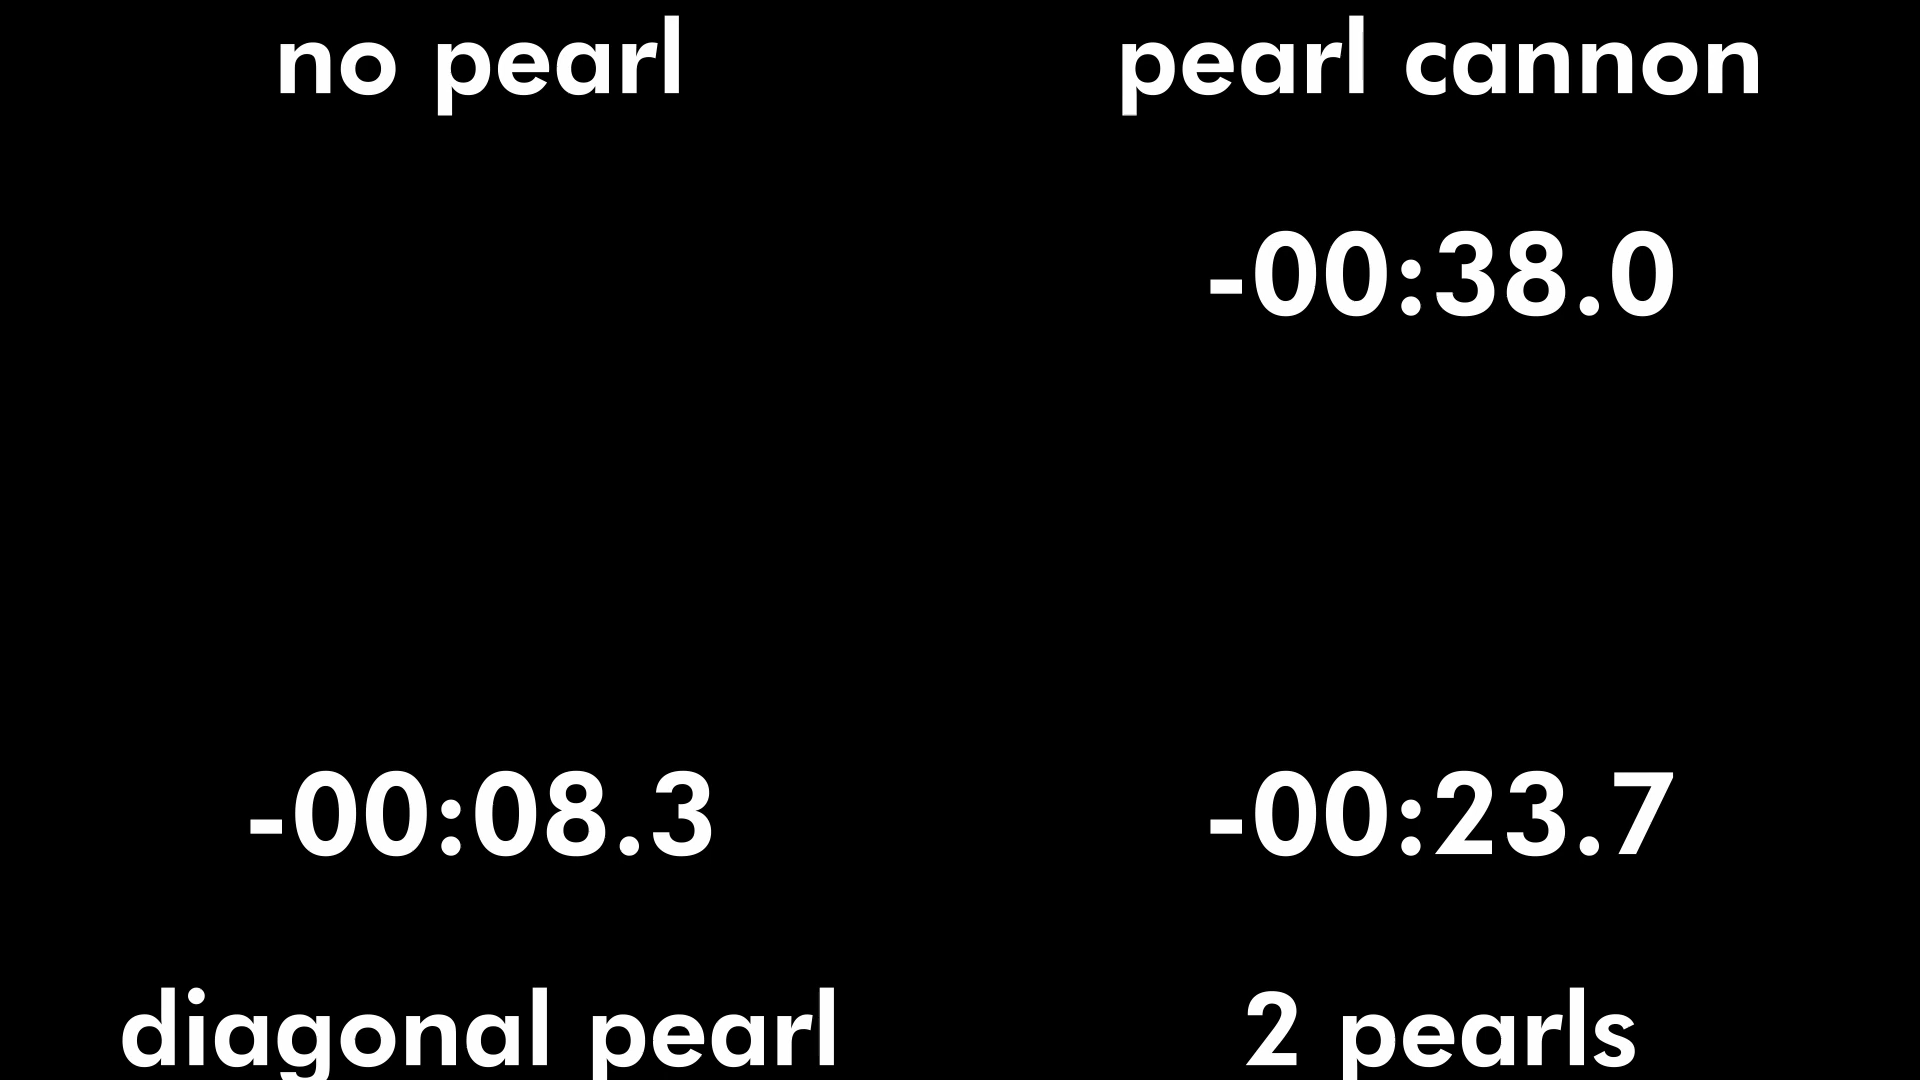 no pearl
pearl cannon
-00:38.0
-00:08.3
-00:23.7
diagonal pearl
2 pearls